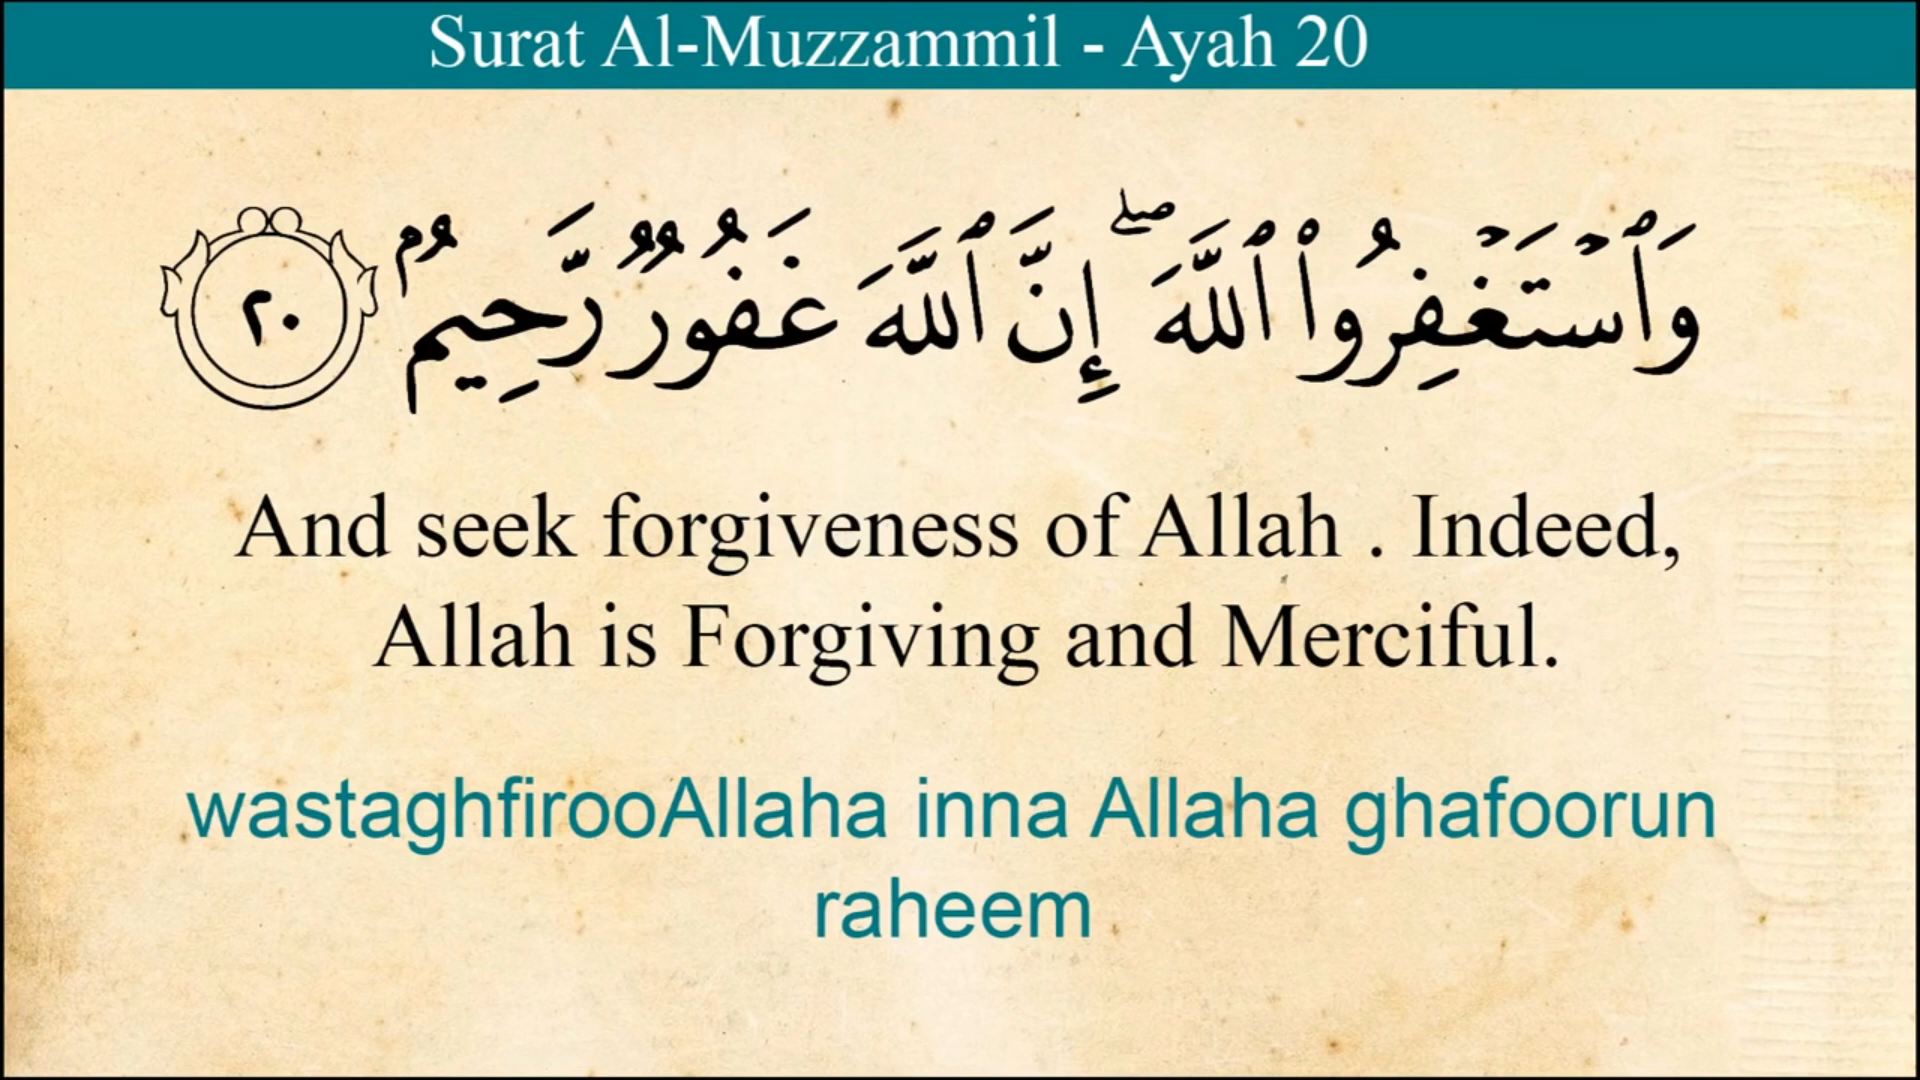 Surat Al-Muzzammil - Ayah 20
وَٱسۡتَغۡفِرُواْ ٱللَّهَۖ إِنَّ ٱللَّهَ غَفُورٌ رَّحِيمُۢ ٢٠
And seek forgiveness of Allah . Indeed,
Allah is Forgiving and Merciful.
wastaghfirooAllaha inna Allaha ghafoorun
raheem